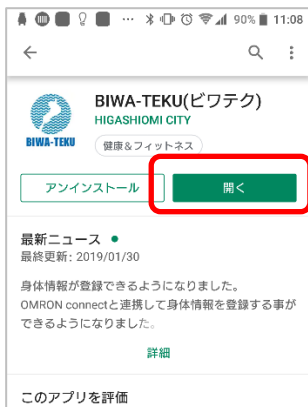 90% 11:08
BIWA-TEKU(ビワテク)
HIGASHIOMI CITY
BIWA-TEKU
健康＆フィットネス
アンインストール
開く
最新ニュース
最終更新: 2019/01/30
身体情報が登録できるようになりました。
OMRON connectと連携して身体情報を登録する事が
できるようになりました。
詳細
このアプリを評価